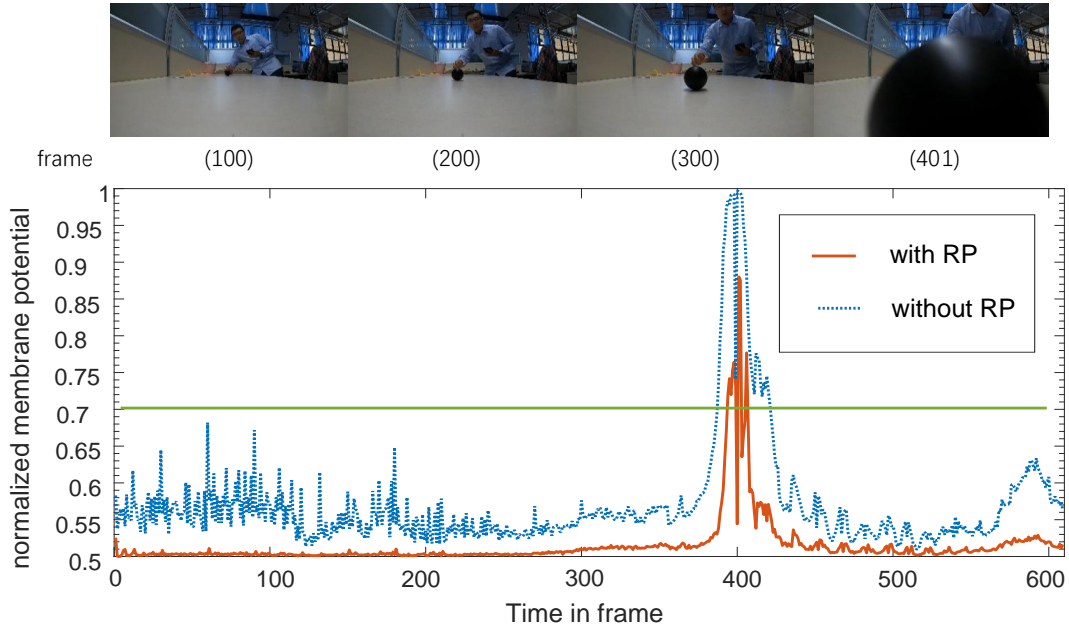 frame (100) (200) (300) (401)
1
0.95
0.9
0.85
0.8
0.75
0.7
0.65
0.6
0.55
0.5
normalized membrane potential
with RP
without RP
0 100 200 300 400 500 600
Time in frame